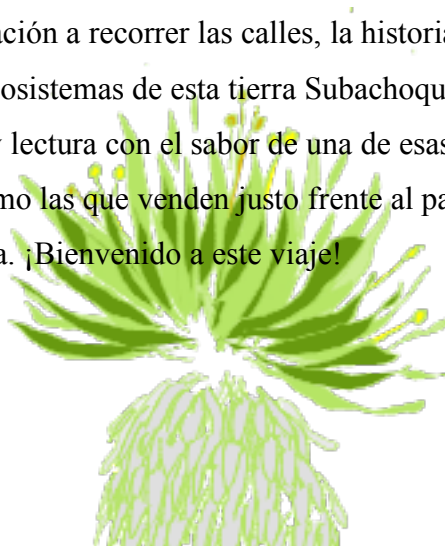 ación a recorrer las calles, la historia
osistemas de esta tierra Subachoqu
y lectura con el sabor de una de esas
mo las que venden justo frente al pa
a. ¡Bienvenido a este viaje!